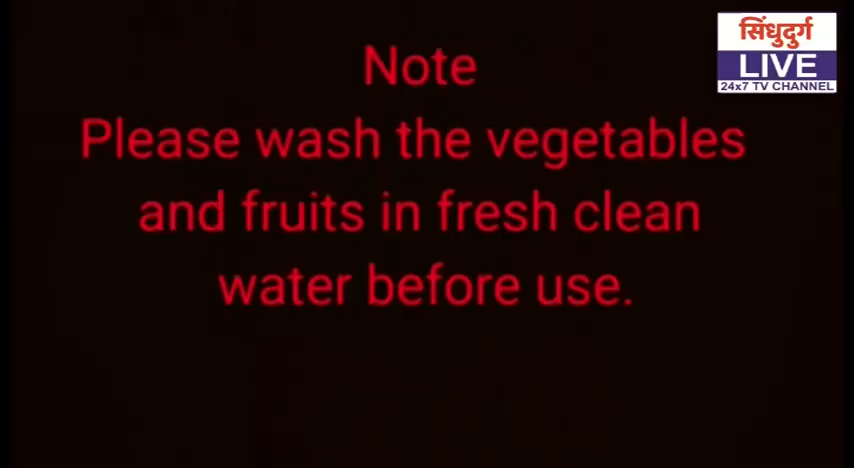 सिंधुदुर्ग
LIVE
24x7 TV CHANNEL
Note
Please wash the vegetables
and fruits in fresh clean
water before use.